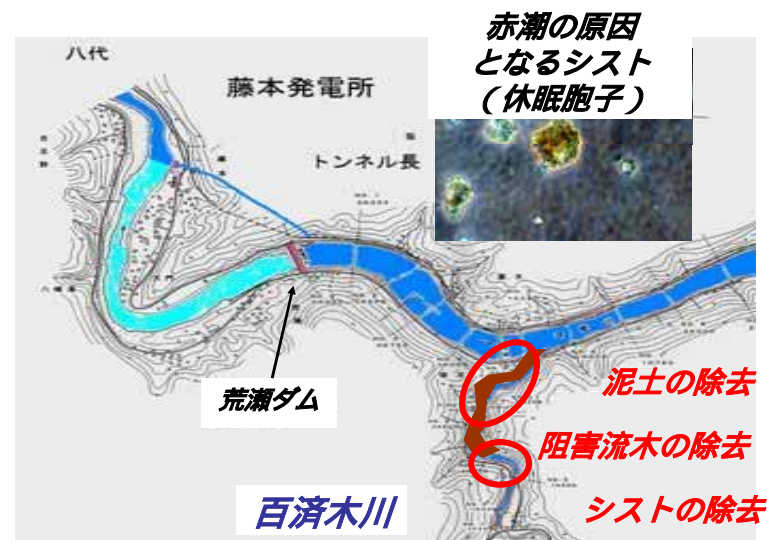 赤潮の原因
となるシスト
（休眠胞子）
八代
藤本発電所
トンネル長
荒瀬ダム
泥土の除去
阻害流木の除去
百済木川
シストの除去